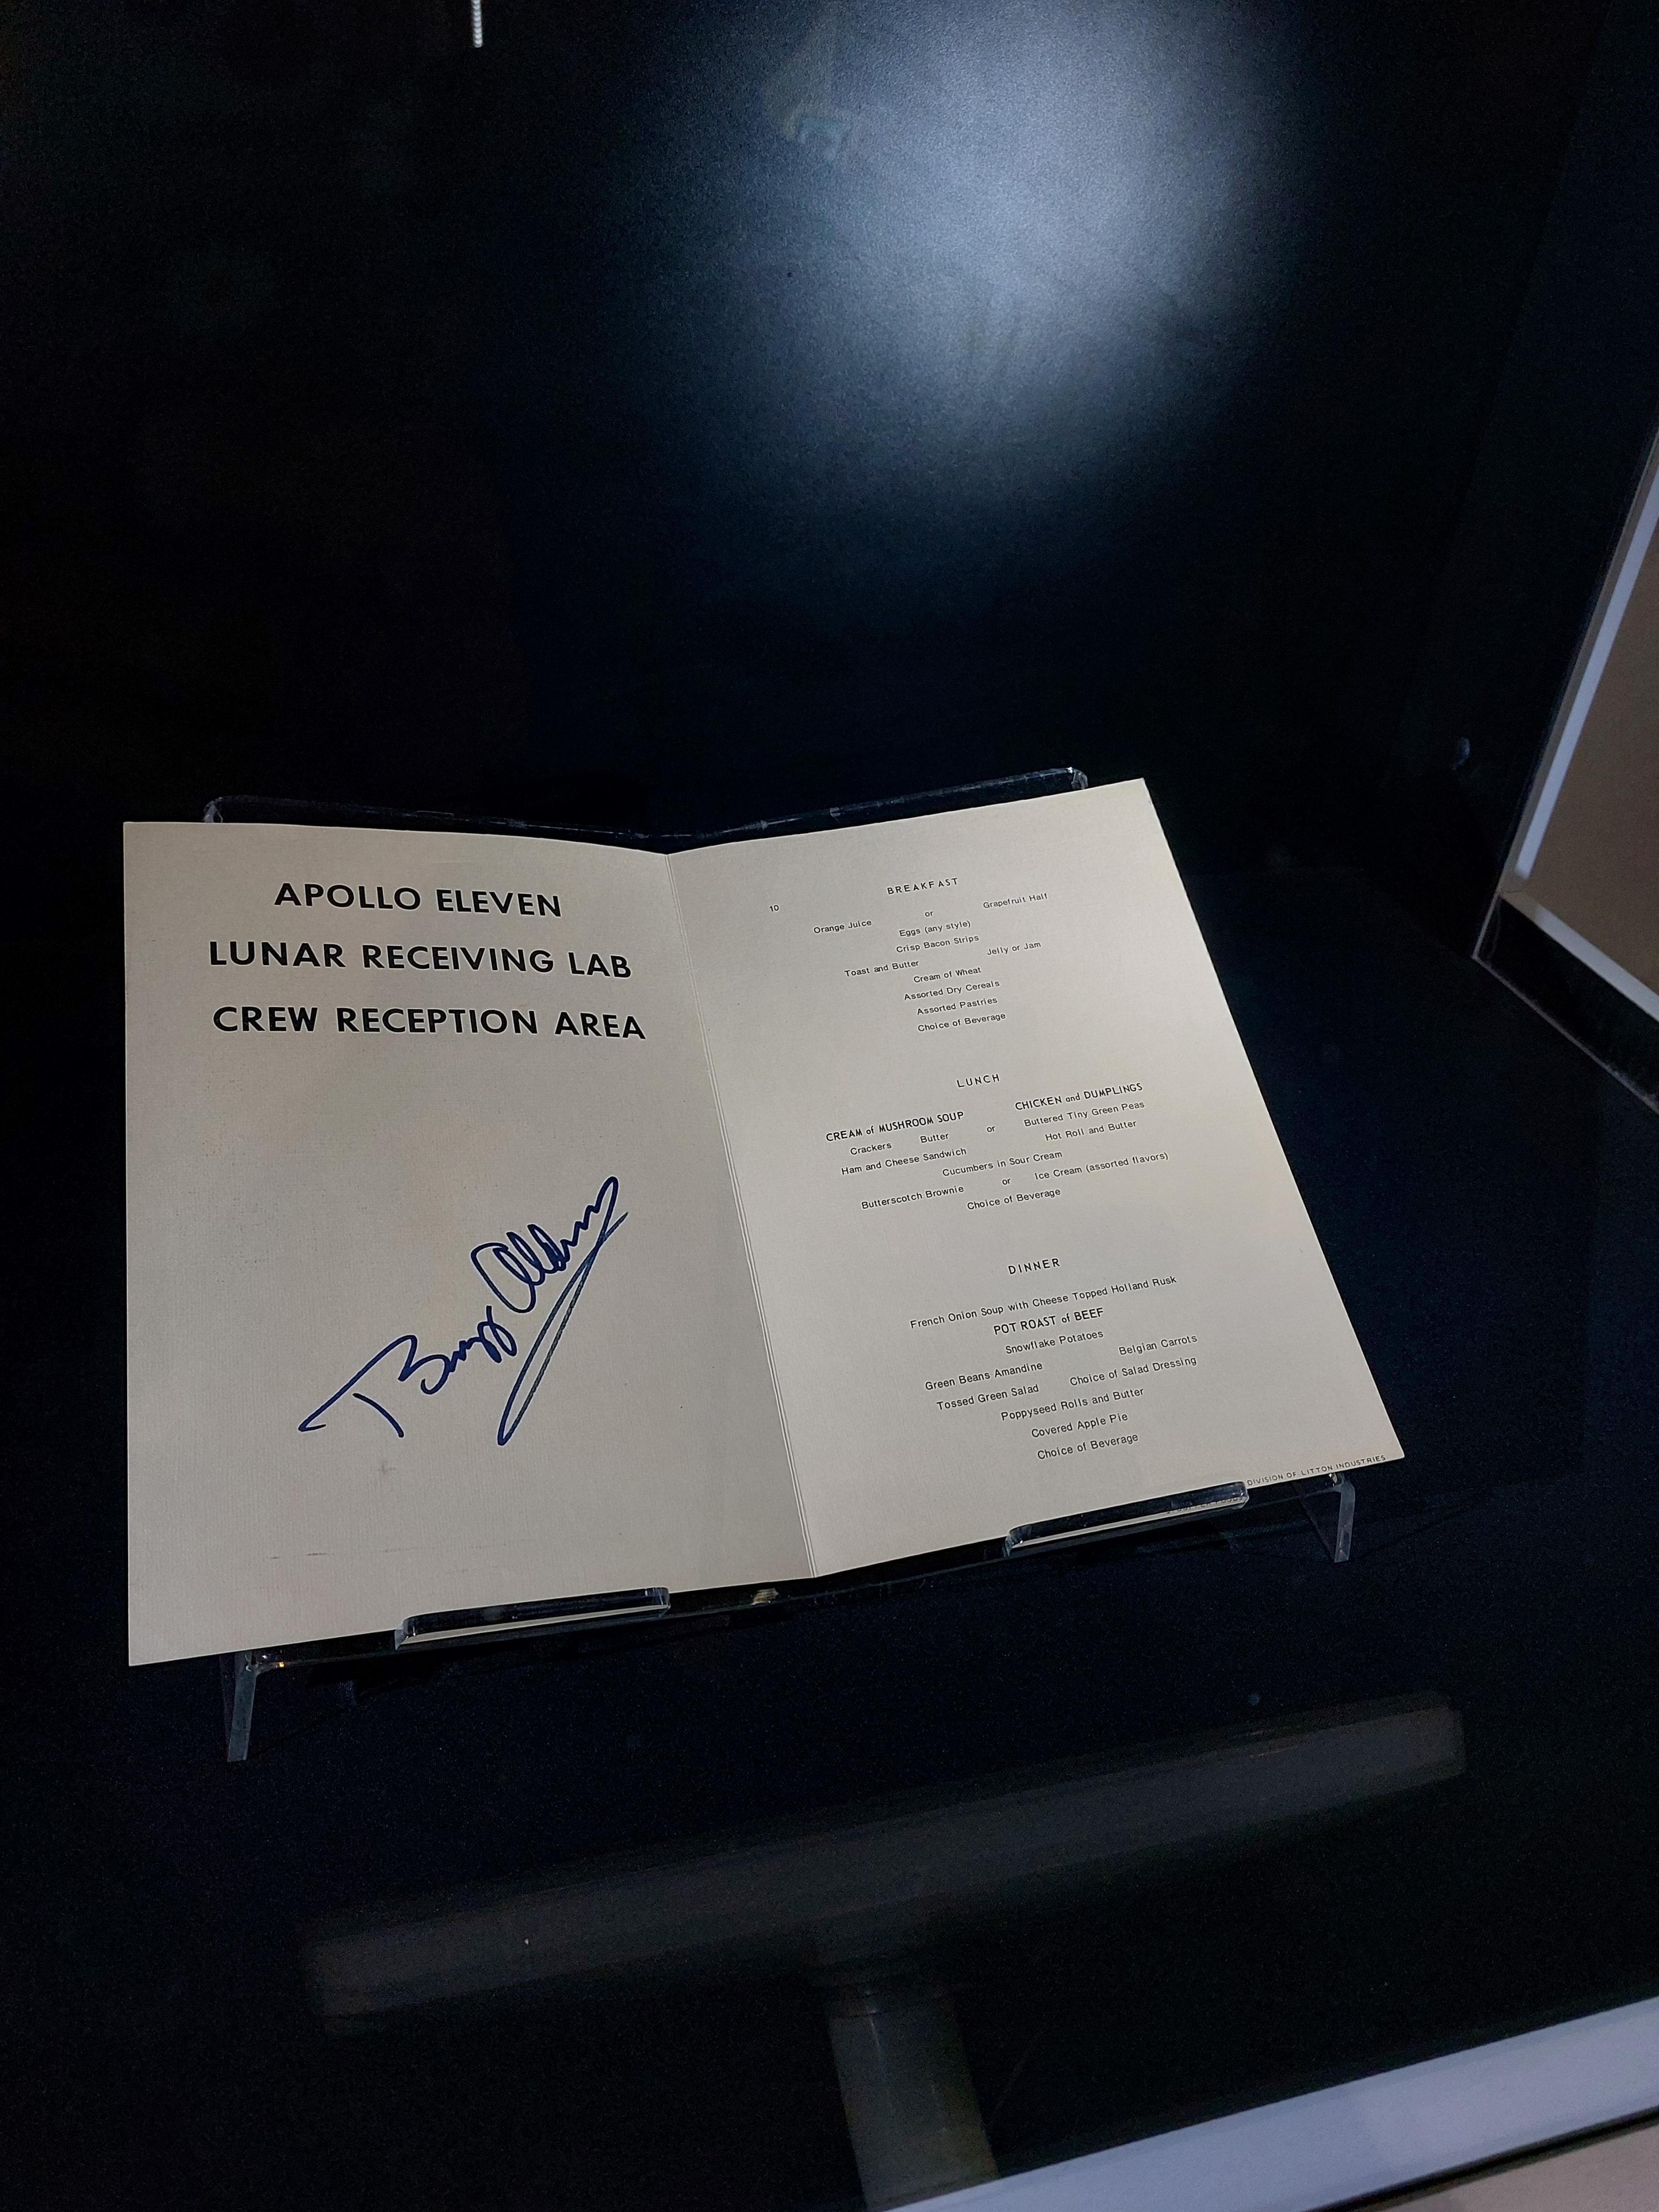 APOLLO ELEVEN
LUNAR RECEIVING LAB
CREW RECEPTION AREA
Buzz Aldrin
BREAKFAST
10
Orange Juice or Grapefruit Half
Eggs (any style)
Crisp Bacon Strips
Toast and Butter Jelly or Jam
Cream of Wheat
Assorted Dry Cereals
Assorted Pastries
Choice of Beverage
LUNCH
CREAM of MUSHROOM SOUP CHICKEN and DUMPLINGS
Crackers Butter or Buttered Tiny Green Peas
Ham and Cheese Sandwich Hot Roll and Butter
Cucumbers in Sour Cream
Butterscotch Brownie or Ice Cream (assorted flavors)
Choice of Beverage
DINNER
French Onion Soup with Cheese Topped Holland Rusk
POT ROAST of BEEF
Snowflake Potatoes
Green Beans Amandine Belgian Carrots
Tossed Green Salad Choice of Salad Dressing
Poppyseed Rolls and Butter
Covered Apple Pie
Choice of Beverage
DIVISION OF LITTON INDUSTRIES